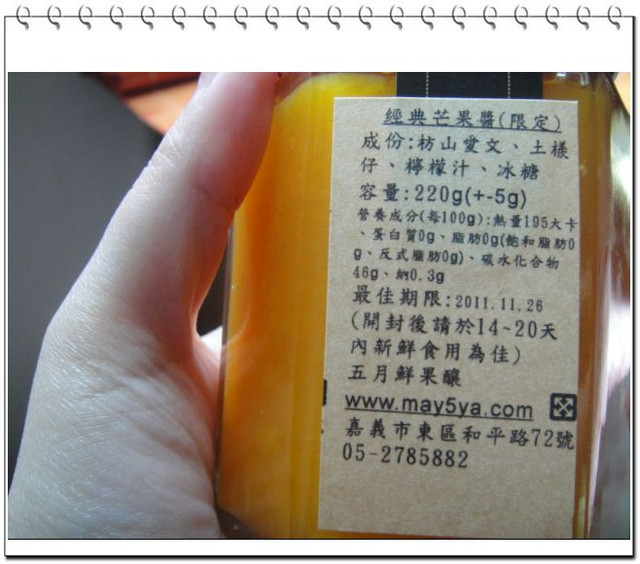 經典芒果醬(限定)
成份:枋山愛文、土檨
仔、檸檬汁、冰糖
容量:220g(+-5g)
營養成分(每100g):熱量195大卡
、蛋白質0g、脂肪0g(飽和脂肪0
g、反式脂肪0g)、碳水化合物
46g、納0.3g
最佳期限:2011.11.26
(開封後請於14~20天
內新鮮食用為佳)
五月鮮果釀
www.may5ya.com
嘉義市東區和平路72號
05-2785882